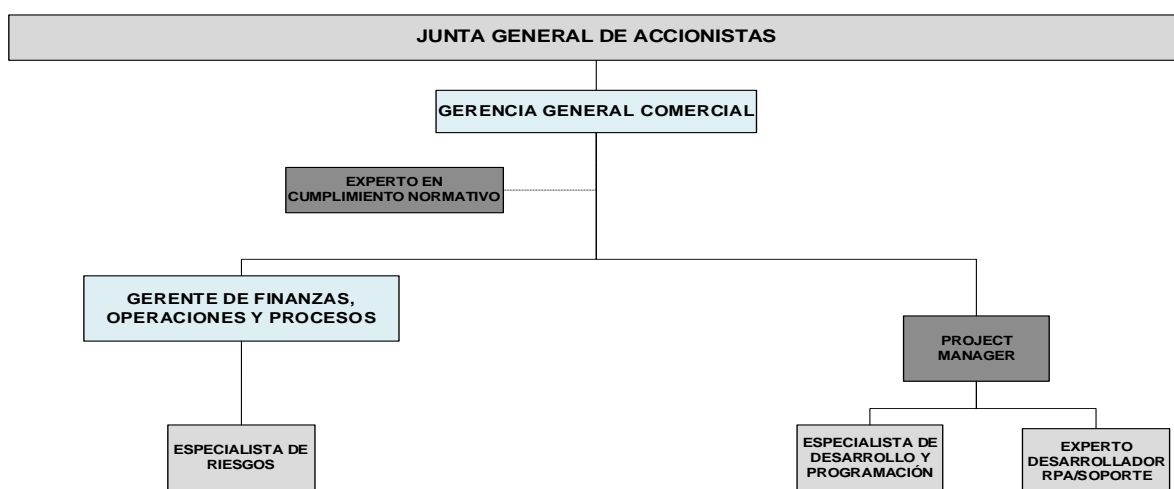 JUNTA GENERAL DE ACCIONISTAS
GERENCIA GENERAL COMERCIAL
EXPERTO EN
CUMPLIMIENTO NORMATIVO
GERENTE DE FINANZAS,
OPERACIONES Y PROCESOS
PROJECT
MANAGER
ESPECIALISTA DE
RIESGOS
ESPECIALISTA DE
DESARROLLO Y
PROGRAMACIÓN
EXPERTO
DESARROLLADOR
RPA/SOPORTE